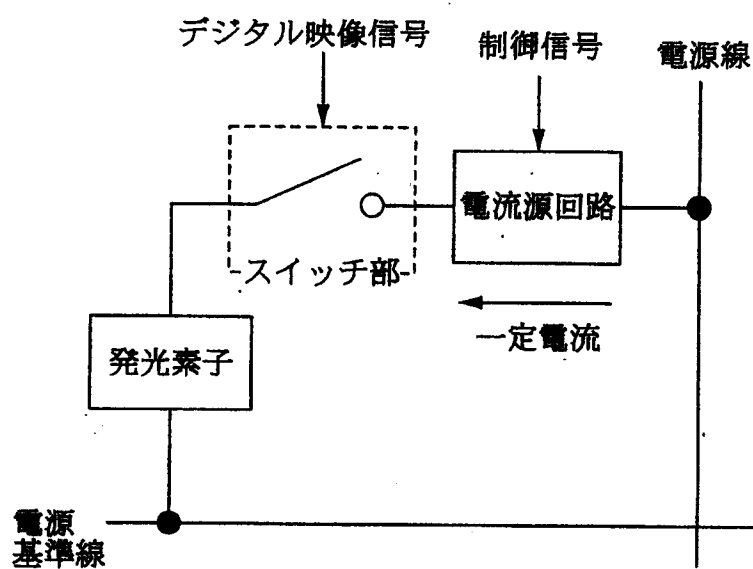 デジタル映像信号
制御信号
電源線
電流源回路
スイッチ部
一定電流
発光素子
電源
基準線